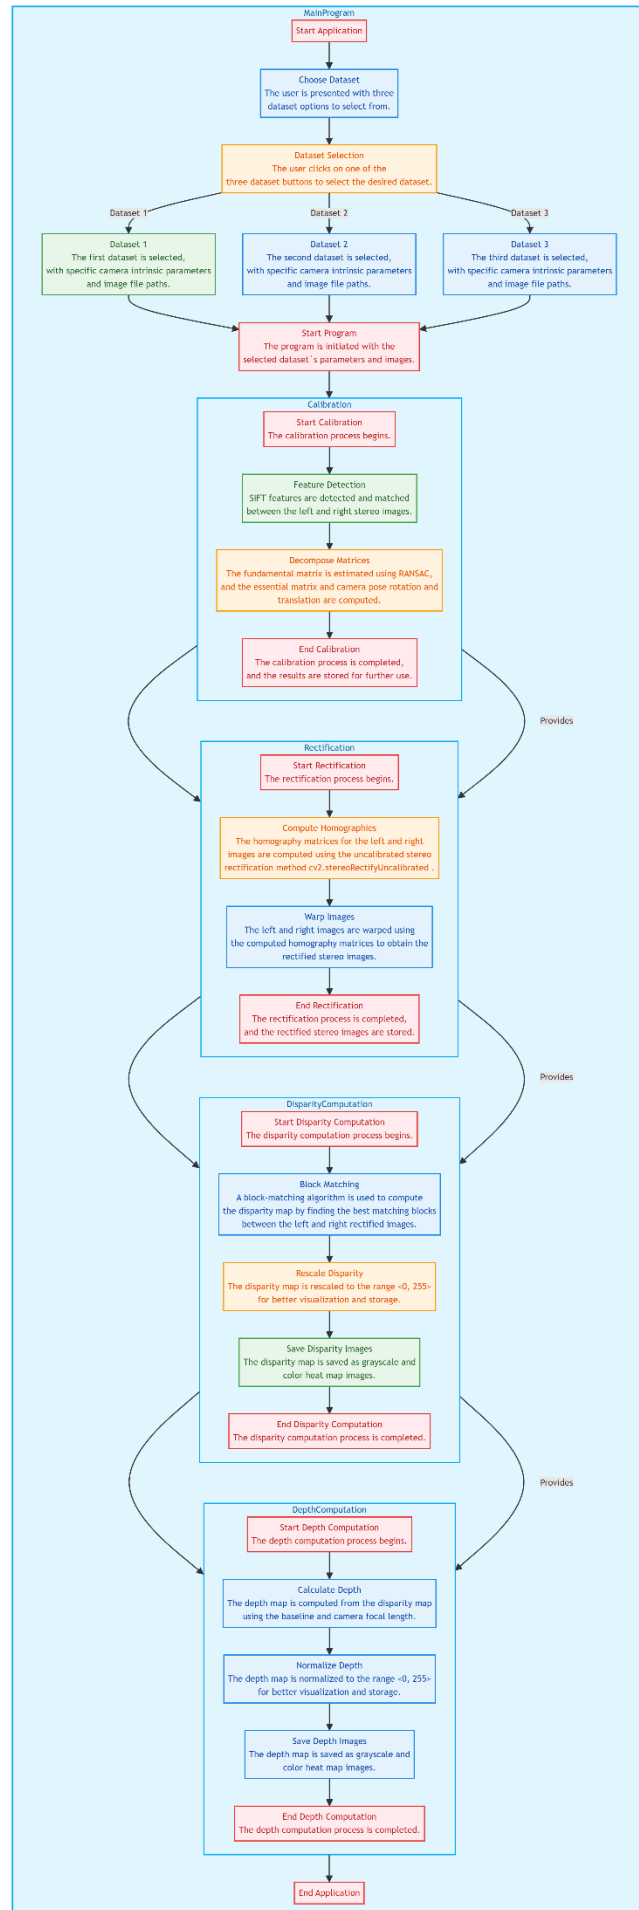 MainProgram
Start Application
Choose Dataset
The user is presented with three
dataset options to select from.
Dataset Selection
The user clicks on one of the
three dataset buttons to select the desired dataset.
Dataset 1
Dataset 2
Dataset 3
Dataset 1
The first dataset is selected,
with specific camera intrinsic parameters
and image file paths.
Dataset 2
The second dataset is selected,
with specific camera intrinsic parameters
and image file paths.
Dataset 3
The third dataset is selected,
with specific camera intrinsic parameters
and image file paths.
Start Program
The program is initiated with the
selected dataset`s parameters and images.
Calibration
Start Calibration
The calibration process begins.
Feature Detection
SIFT features are detected and matched
between the left and right stereo images.
Decompose Matrices
The fundamental matrix is estimated using RANSAC,
and the essential matrix and camera pose rotation and
translation are computed.
End Calibration
The calibration process is completed,
and the results are stored for further use.
Provides
Rectification
Start Rectification
The rectification process begins.
Compute Homographies
The homography matrices for the left and right
images are computed using the uncalibrated stereo
rectification method cv2.stereoRectifyUncalibrated .
Warp Images
The left and right images are warped using
the computed homography matrices to obtain the
rectified stereo images.
End Rectification
The rectification process is completed,
and the rectified stereo images are stored.
Provides
DisparityComputation
Start Disparity Computation
The disparity computation process begins.
Block Matching
A block-matching algorithm is used to compute
the disparity map by finding the best matching blocks
between the left and right rectified images.
Rescale Disparity
The disparity map is rescaled to the range <0, 255>
for better visualization and storage.
Save Disparity Images
The disparity map is saved as grayscale and
color heat map images.
End Disparity Computation
The disparity computation process is completed.
Provides
DepthComputation
Start Depth Computation
The depth computation process begins.
Calculate Depth
The depth map is computed from the disparity map
using the baseline and camera focal length.
Normalize Depth
The depth map is normalized to the range <0, 255>
for better visualization and storage.
Save Depth Images
The depth map is saved as grayscale and
color heat map images.
End Depth Computation
The depth computation process is completed.
End Application